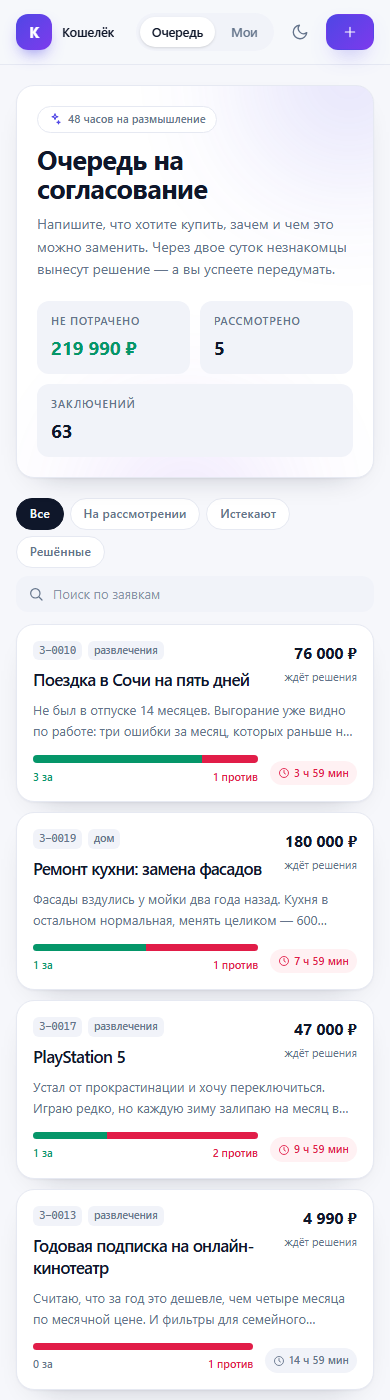 K
Кошелёк
Очередь
Мои
48 часов на размышление
Очередь на
согласование
Напишите, что хотите купить, зачем и чем это
можно заменить. Через двое суток незнакомцы
вынесут решение — а вы успеете передумать.
НЕ ПОТРАЧЕНО
219 990 ₽
РАССМОТРЕНО
5
ЗАКЛЮЧЕНИЙ
63
Все
На рассмотрении
Истекают
Решённые
Поиск по заявкам
З-0010
развлечения
76 000 ₽
Поездка в Сочи на пять дней
ждёт решения
Не был в отпуске 14 месяцев. Выгорание уже видно
по работе: три ошибки за месяц, которых раньше н...
3 за
1 против
3 ч 59 мин
З-0019
дом
180 000 ₽
Ремонт кухни: замена фасадов
ждёт решения
Фасады вздулись у мойки два года назад. Кухня в
остальном нормальная, менять целиком — 600...
1 за
1 против
7 ч 59 мин
З-0017
развлечения
47 000 ₽
PlayStation 5
ждёт решения
Устал от прокрастинации и хочу переключиться.
Играю редко, но каждую зиму залипаю на месяц в...
1 за
2 против
9 ч 59 мин
З-0013
развлечения
4 990 ₽
Годовая подписка на онлайн-
кинотеатр
ждёт решения
Считаю, что за год это дешевле, чем четыре месяца
по месячной цене. И фильтры для семейного...
0 за
1 против
14 ч 59 мин